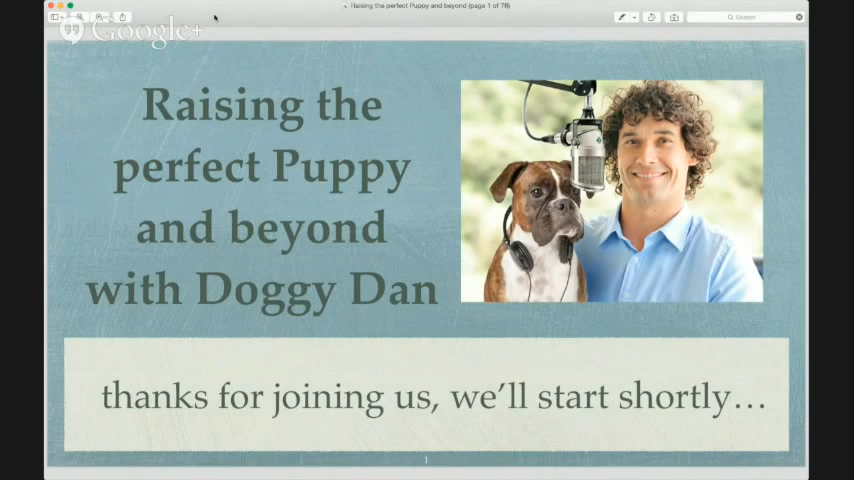 Raising the perfect Puppy and beyond (page 1 of 76)
Search
Google+
Raising the
perfect Puppy
and beyond
with Doggy Dan
thanks for joining us, we'll start shortly…
1